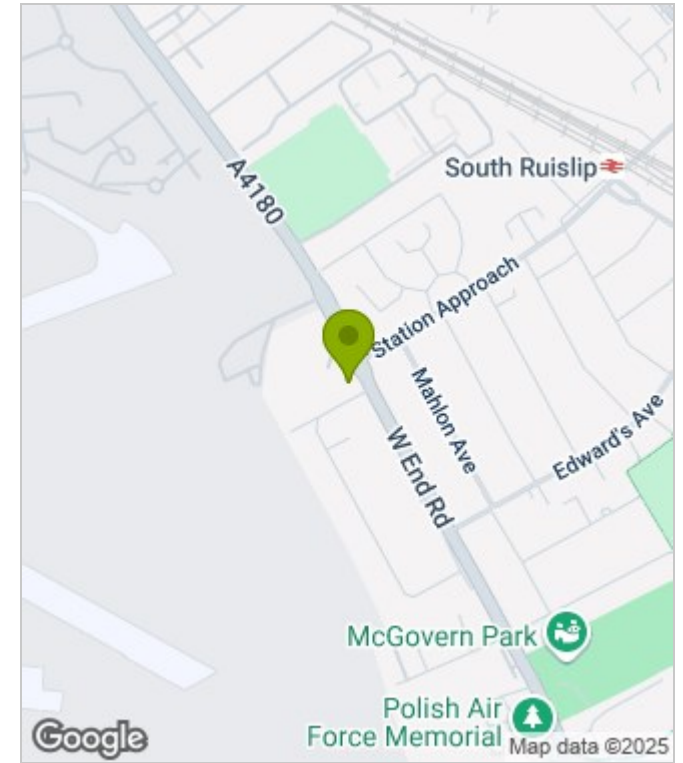 South Ruislip
A4180
Station Approach
Mahlon Ave
W End Rd
Edward's Ave
McGovern Park
Polish Air
Force Memorial
Google
Map data ©2025